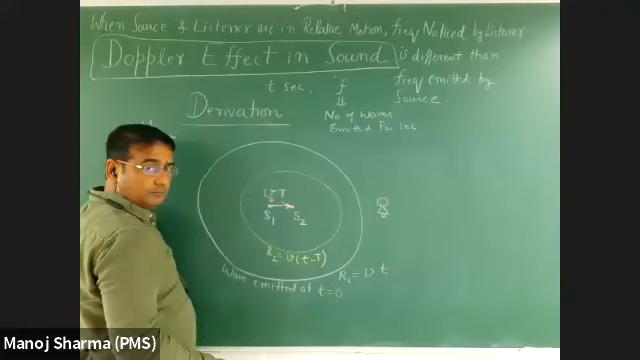 When Source & Listener are in Relative Motion, freq Noticed by Listener
Doppler Effect in Sound is different than
t sec. f freq emitted by
⇓ Source.
Derivation No of waves
Emitted Per sec
T
S1 S2
R2 = υ(t-T)
Wave emitted at t=0 R1 = υ t
Manoj Sharma (PMS)